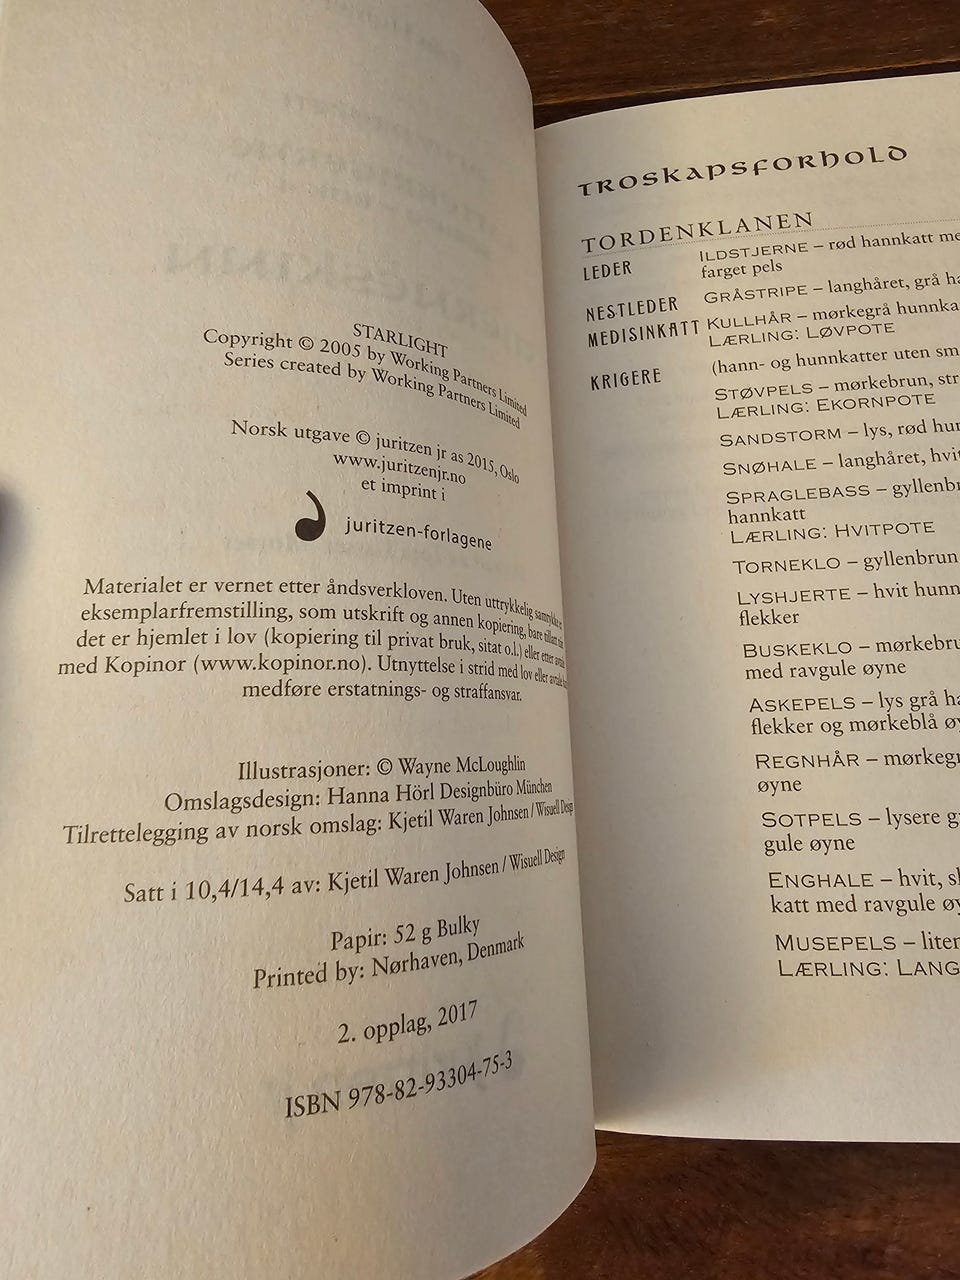 STARLIGHT
Copyright © 2005 by Working Partners Limited
Series created by Working Partners Limited
Norsk utgave © juritzen jr as 2015, Oslo
www.juritzenjr.no
et imprint i
juritzen-forlagene
Materialet er vernet etter åndsverkloven. Uten uttrykkelig
eksemplarfremstilling, som utskrift og annen kopiering, bare tillatt når
det er hjemlet i lov (kopiering til privat bruk, sitat o.l.) eller etter avtale
med Kopinor (www.kopinor.no). Utnyttelse i strid med lov eller avtale
medføre erstatnings- og straffansvar.
Illustrasjoner: © Wayne McLoughlin
Omslagsdesign: Hanna Hörl Designbüro München
Tilrettelegging av norsk omslag: Kjetil Waren Johnsen / Wisuell
Satt i 10,4/14,4 av: Kjetil Waren Johnsen / Wisuell Design
Papir: 52 g Bulky
Printed by: Nørhaven, Denmark
2. opplag, 2017
ISBN 978-82-93304-75-3
TROSKAPSFORHOLD
TORDENKLANEN
LEDER ILDSTJERNE – rød hannkatt
farget pels
NESTLEDER GRÅSTRIPE – langhåret, grå
MEDISINKATT KULLHÅR – mørkegrå
LÆRLING: LØVPOTE
KRIGERE (hann- og hunnkatter uten
STØVPELS – mørkebrun,
LÆRLING: EKORNPOTE
SANDSTORM – lys, rød
SNØHALE – langhåret,
SPRAGLEBASS –
hannkatt
LÆRLING: HVITPOTE
TORNEKLO – gyllenbrun
LYSHJERTE – hvit
flekker
BUSKEKLO –
med ravgule øyne
ASKEPELS – lys grå
flekker og mørkeblå
REGNHÅR –
øyne
SOTPELS – lysere
gule øyne
ENGHALE – hvit,
katt med ravgule
MUSEPELS –
LÆRLING: